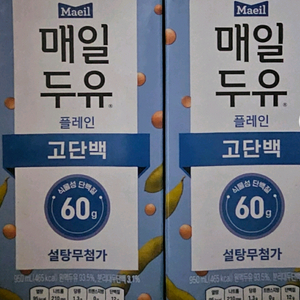 Maeil
매일
두유
플레인
고단백
식물성 단백질
60g
설탕무첨가
Maeil
매일
두유
플레인
고단백
식물성 단백질
60g
설탕무첨가